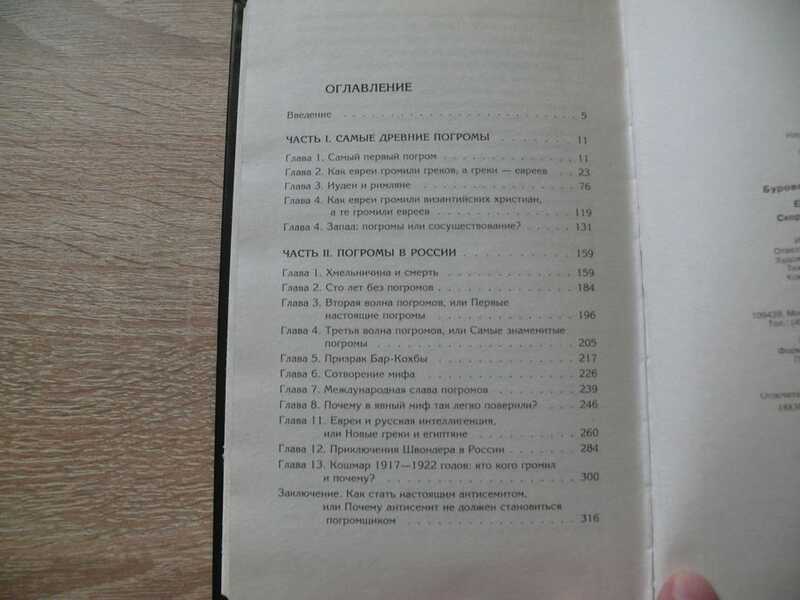 ОГЛАВЛЕНИЕ
Введение . . . . . . . . . . . . . . . . . . . . 5
ЧАСТЬ I. САМЫЕ ДРЕВНИЕ ПОГРОМЫ . . . . . . . . 11
Глава 1. Самый первый погром . . . . . . . . . . . . 11
Глава 2. Как евреи громили греков, а греки — евреев . . 23
Глава 3. Иудеи и римляне . . . . . . . . . . . . . . 76
Глава 4. Как евреи громили византийских христиан,
а те громили евреев . . . . . . . . . . . . 119
Глава 4. Запад: погромы или сосуществование? . . . . 131
ЧАСТЬ II. ПОГРОМЫ В РОССИИ . . . . . . . . . . 159
Глава 1. Хмельничина и смерть . . . . . . . . . . . 159
Глава 2. Сто лет без погромов . . . . . . . . . . . 184
Глава 3. Вторая волна погромов, или Первые
настоящие погромы . . . . . . . . . . . . 196
Глава 4. Третья волна погромов, или Самые знаменитые
погромы . . . . . . . . . . . . . . . . 205
Глава 5. Призрак Бар-Кохбы . . . . . . . . . . . . 217
Глава 6. Сотворение мифа . . . . . . . . . . . . . 226
Глава 7. Международная слава погромов . . . . . . . 239
Глава 8. Почему в явный миф так легко поверили? . . . 246
Глава 11. Евреи и русская интеллигенция,
или Новые греки и египтяне . . . . . . . . . 260
Глава 12. Приключения Швондера в России . . . . . . 284
Глава 13. Кошмар 1917—1922 годов: кто кого громил
и почему? . . . . . . . . . . . . . . . . 300
Заключение. Как стать настоящим антисемитом,
или Почему антисемит не должен становиться
погромщиком . . . . . . . . . . . . . . . 316
109439, Мо
Тел.: (4